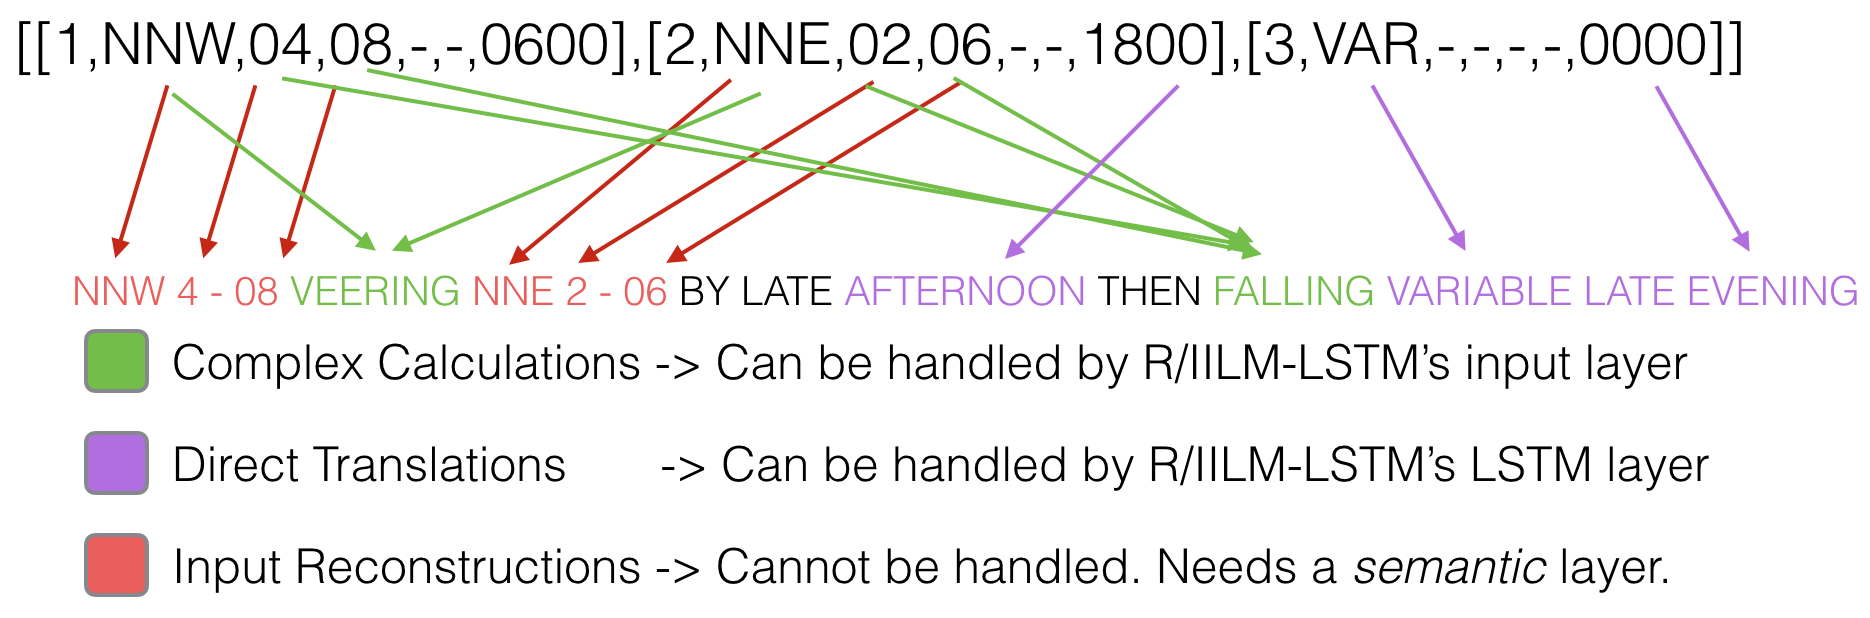 [[1,NNW,04,08,-,-,0600],[2,NNE,02,06,-,-,1800],[3,VAR,-,-,-,-,0000]]
NNW 4 - 08 VEERING NNE 2 - 06 BY LATE AFTERNOON THEN FALLING VARIABLE LATE EVENING
Complex Calculations -> Can be handled by R/IILM-LSTM’s input layer
Direct Translations -> Can be handled by R/IILM-LSTM’s LSTM layer
Input Reconstructions -> Cannot be handled. Needs a semantic layer.